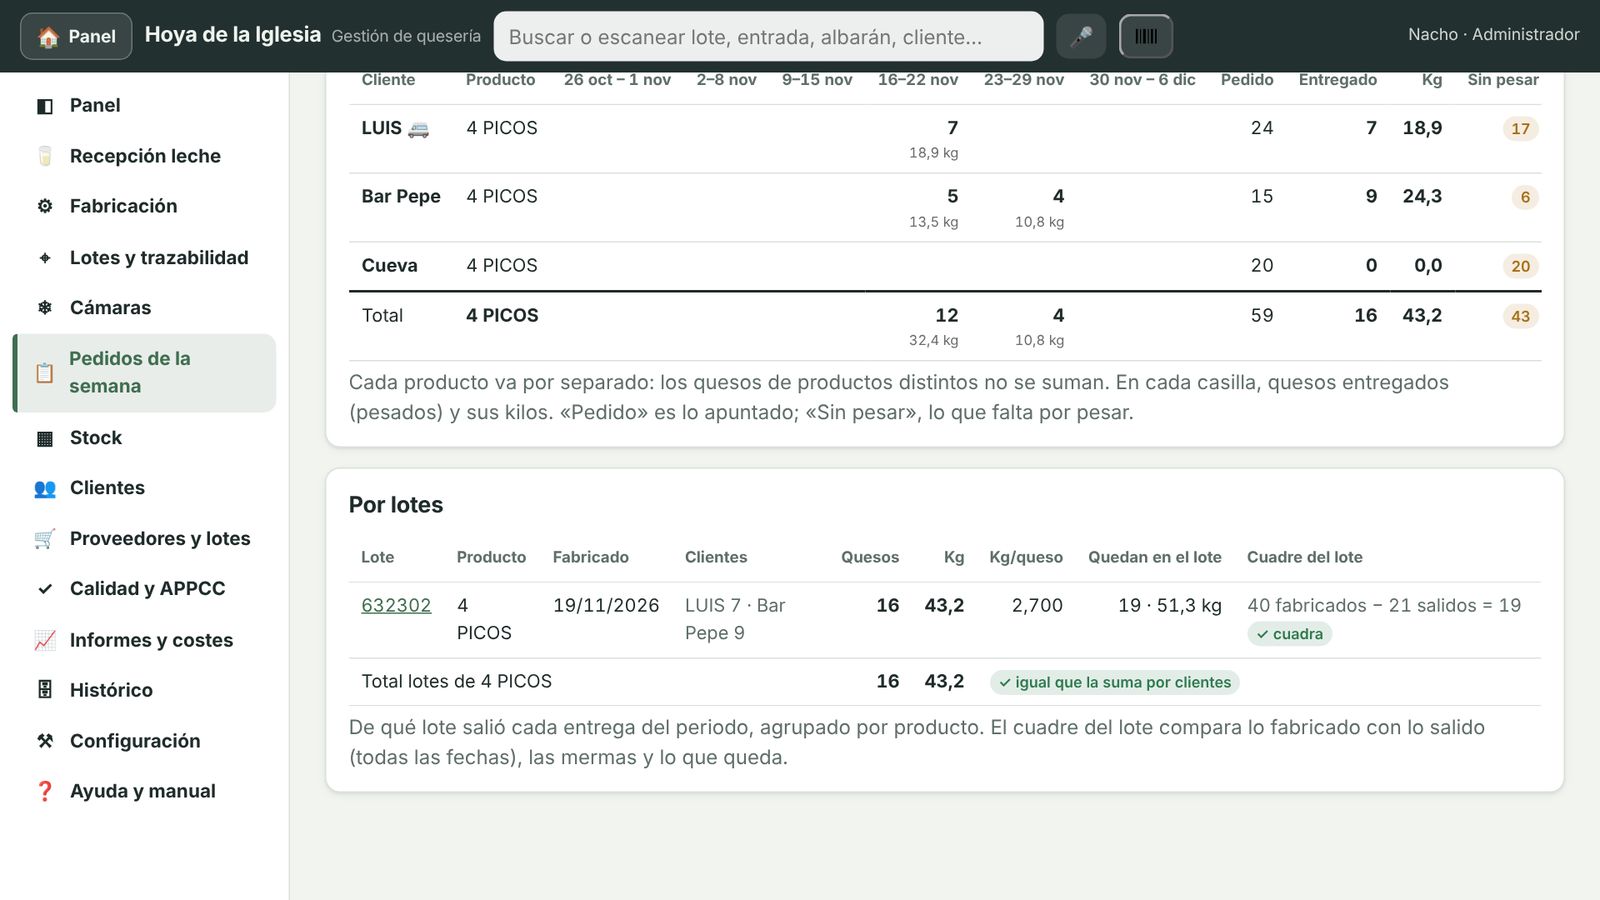 Panel Hoya de la Iglesia Gestión de quesería Buscar o escanear lote, entrada, albarán, cliente... Nacho · Administrador
Panel
Recepción leche
Fabricación
Lotes y trazabilidad
Cámaras
Pedidos de la
semana
Stock
Clientes
Proveedores y lotes
Calidad y APPCC
Informes y costes
Histórico
Configuración
Ayuda y manual
Cliente Producto 26 oct – 1 nov 2–8 nov 9–15 nov 16–22 nov 23–29 nov 30 nov – 6 dic Pedido Entregado Kg Sin pesar
LUIS 4 PICOS 7 24 7 18,9 17
18,9 kg
Bar Pepe 4 PICOS 5 4 15 9 24,3 6
13,5 kg 10,8 kg
Cueva 4 PICOS 20 0 0,0 20
Total 4 PICOS 12 4 59 16 43,2 43
32,4 kg 10,8 kg
Cada producto va por separado: los quesos de productos distintos no se suman. En cada casilla, quesos entregados
(pesados) y sus kilos. «Pedido» es lo apuntado; «Sin pesar», lo que falta por pesar.
Por lotes
Lote Producto Fabricado Clientes Quesos Kg Kg/queso Quedan en el lote Cuadre del lote
632302 4 19/11/2026 LUIS 7 · Bar 16 43,2 2,700 19 · 51,3 kg 40 fabricados − 21 salidos = 19
PICOS Pepe 9 ✓ cuadra
Total lotes de 4 PICOS 16 43,2 ✓ igual que la suma por clientes
De qué lote salió cada entrega del periodo, agrupado por producto. El cuadre del lote compara lo fabricado con lo salido
(todas las fechas), las mermas y lo que queda.